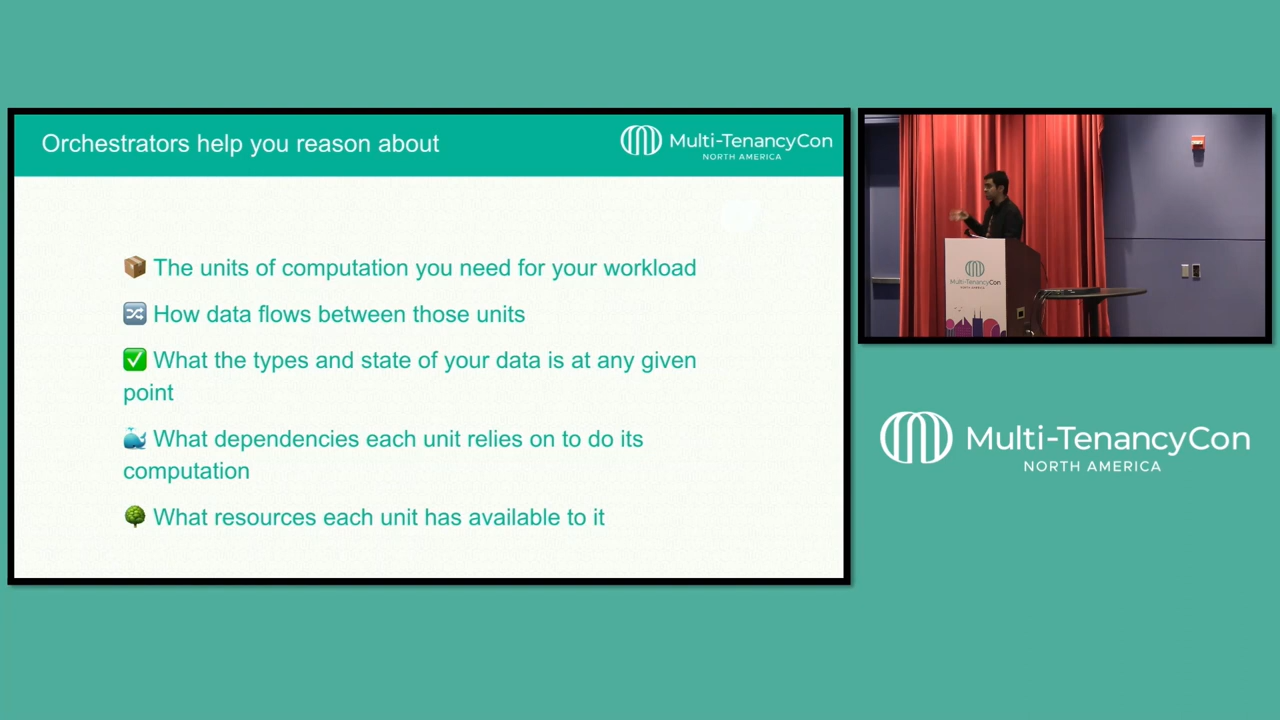 Orchestrators help you reason about
Multi-TenancyCon
NORTH AMERICA
📦 The units of computation you need for your workload
🔀 How data flows between those units
✅ What the types and state of your data is at any given
point
🐳 What dependencies each unit relies on to do its
computation
🌳 What resources each unit has available to it
Multi-TenancyCon
NORTH AMERICA
Multi-TenancyCon
NORTH AMERICA